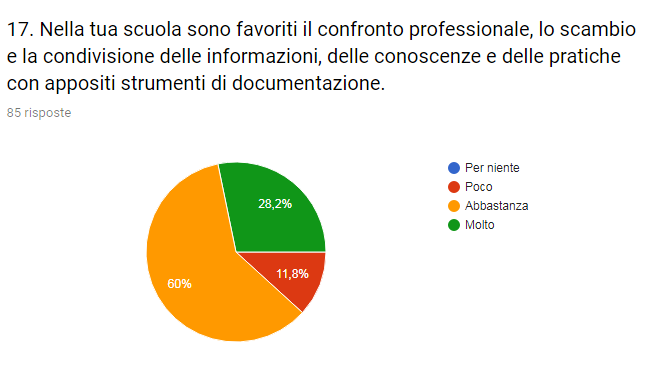 17. Nella tua scuola sono favoriti il confronto professionale, lo scambio
e la condivisione delle informazioni, delle conoscenze e delle pratiche
con appositi strumenti di documentazione.
85 risposte
Per niente
Poco
Abbastanza
Molto
28,2%
11,8%
60%